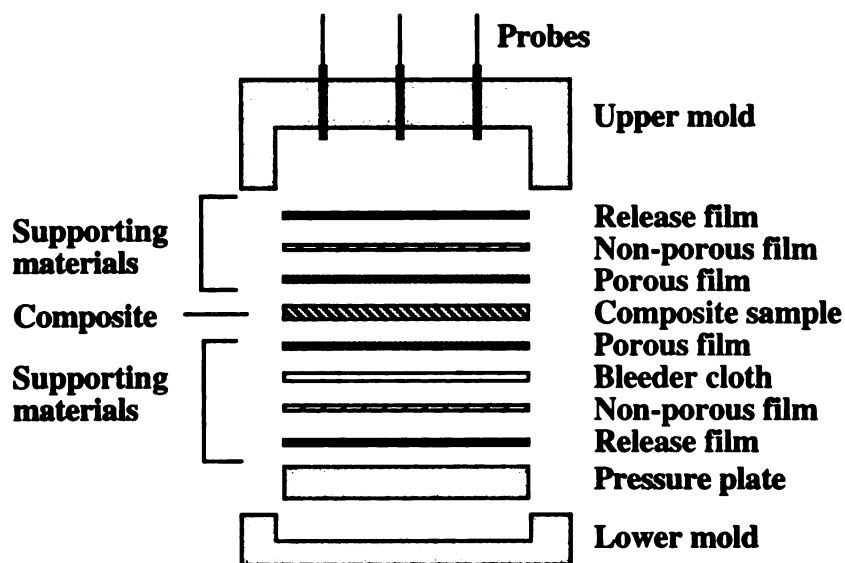 Probes
Upper mold
Supporting
materials
Release film
Non-porous film
Porous film
Composite
Composite sample
Supporting
materials
Porous film
Bleeder cloth
Non-porous film
Release film
Pressure plate
Lower mold